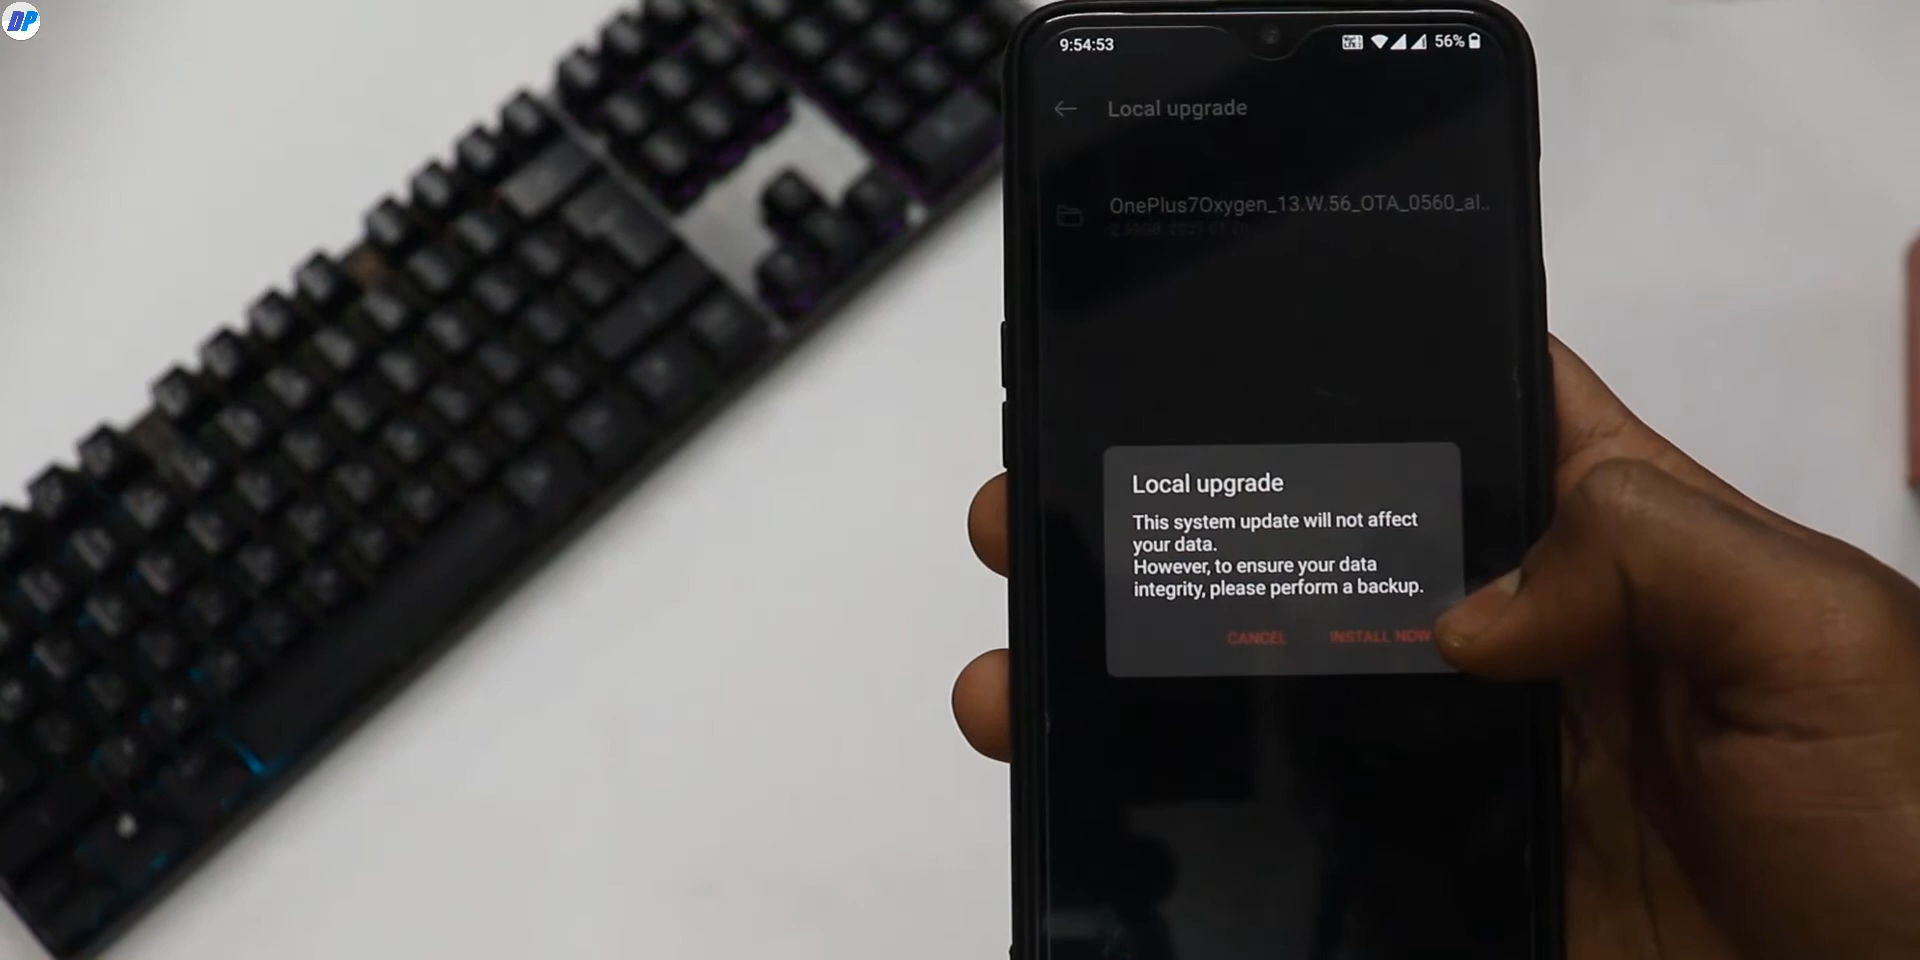 DP
9:54:53
56%
Local upgrade
OnePlus7Oxygen_13.W.56_OTA_0560_al..
Local upgrade
This system update will not affect
your data.
However, to ensure your data
integrity, please perform a backup.
CANCEL INSTALL NOW